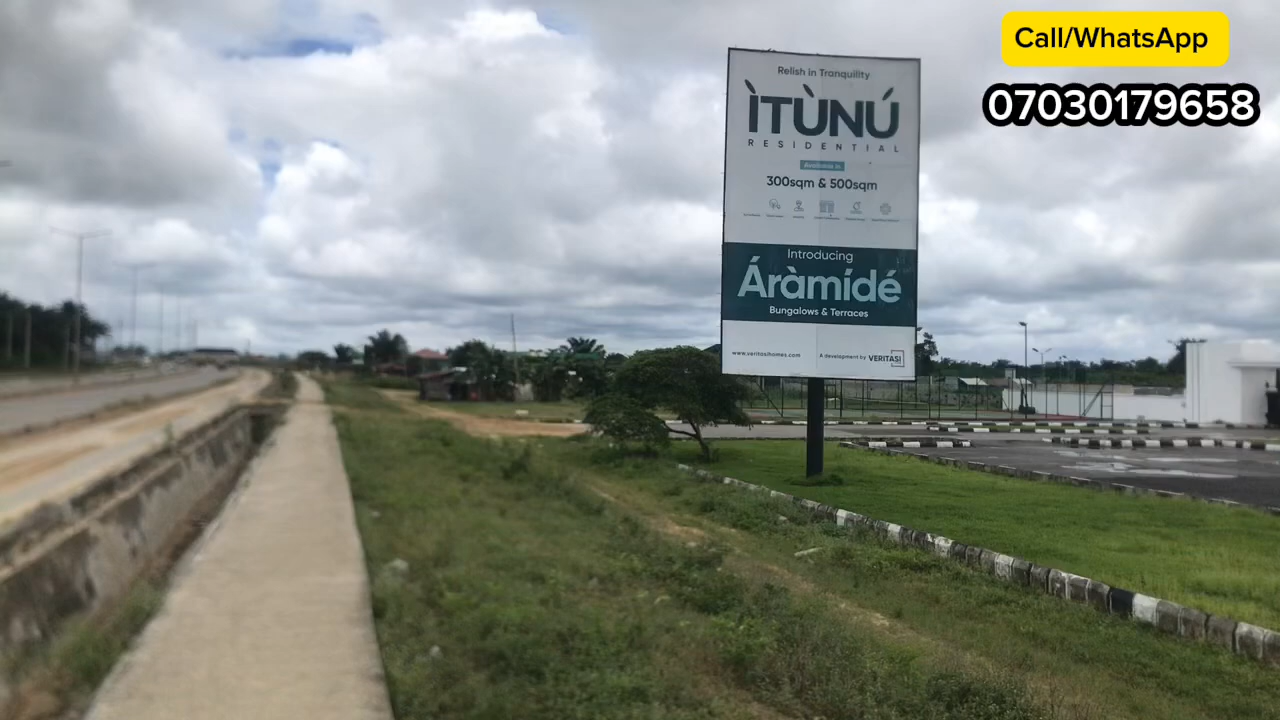 Call/WhatsApp
07030179658
Relish in Tranquility
ÌTÙNÚ
RESIDENTIAL
Available in
300sqm & 500sqm
Introducing
Áràmídé
Bungalows & Terraces
www.veritasihomes.com
A development by VERITASI